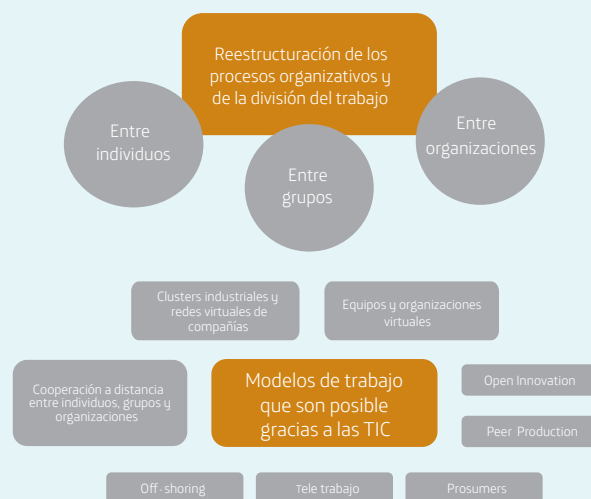 Reestructuración de los
procesos organizativos y
de la división del trabajo
Entre
individuos
Entre
grupos
Entre
organizaciones
Clusters industriales y
redes virtuales de
compañías
Equipos y organizaciones
virtuales
Cooperación a distancia
entre individuos, grupos y
organizaciones
Modelos de trabajo
que son posible
gracias a las TIC
Open Innovation
Peer Production
Off-shoring
Tele trabajo
Prosumers